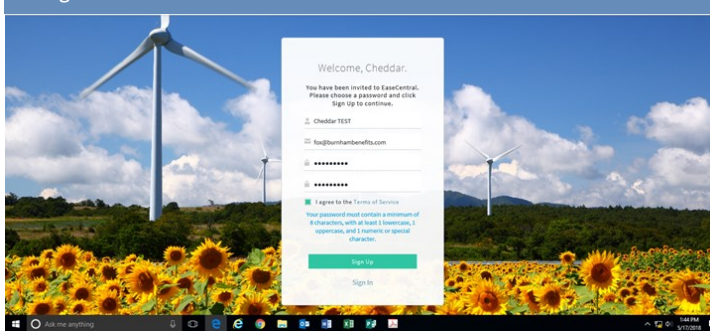 Welcome, Cheddar.
You have been invited to EaseCentral.
Please choose a password and click
Sign Up to continue.
Cheddar TEST
fox@burnhambenefits.com
I agree to the Terms of Service
Your password must contain a minimum of
8 characters, with at least 1 lowercase, 1
uppercase, and 1 numeric or special
character.
Sign Up
Sign In
Ask me anything
1:44 PM
5/17/2018